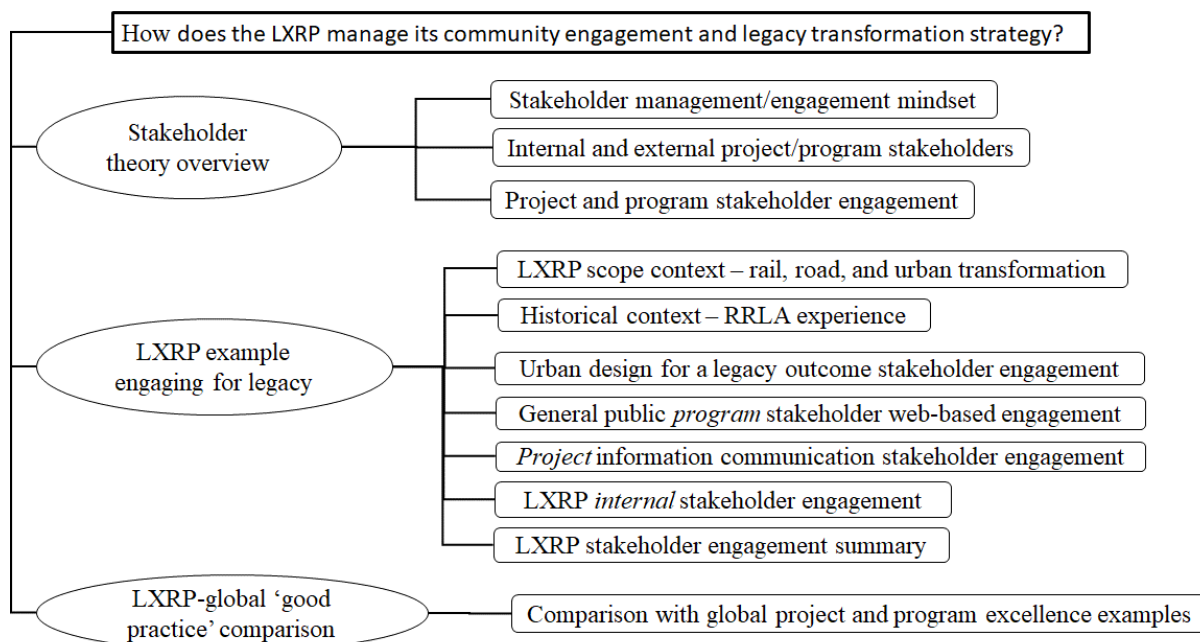 How does the LXRP manage its community engagement and legacy transformation strategy?
Stakeholder
theory overview
Stakeholder management/engagement mindset
Internal and external project/program stakeholders
Project and program stakeholder engagement
LXRP example
engaging for legacy
LXRP scope context – rail, road, and urban transformation
Historical context – RRLA experience
Urban design for a legacy outcome stakeholder engagement
General public program stakeholder web-based engagement
Project information communication stakeholder engagement
LXRP internal stakeholder engagement
LXRP stakeholder engagement summary
LXRP-global ‘good
practice’ comparison
Comparison with global project and program excellence examples